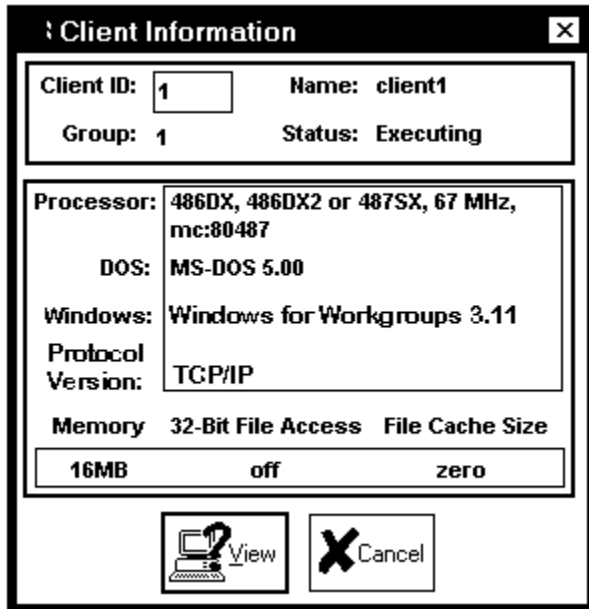 Client Information
Client ID: 1 Name: client1
Group: 1 Status: Executing
Processor: 486DX, 486DX2 or 487SX, 67 MHz,
mc:80487
DOS: MS-DOS 5.00
Windows: Windows for Workgroups 3.11
Protocol
Version: TCP/IP
Memory 32-Bit File Access File Cache Size
16MB off zero
View Cancel